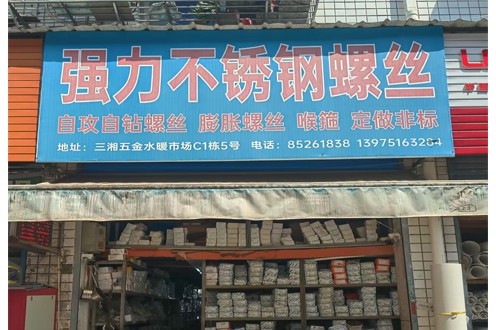 强力不锈钢螺丝
自攻自钻螺丝 膨胀螺丝 喉箍 定做非标
地址：三湘五金水暖市场C1栋5号 电话：85261838 13975163284